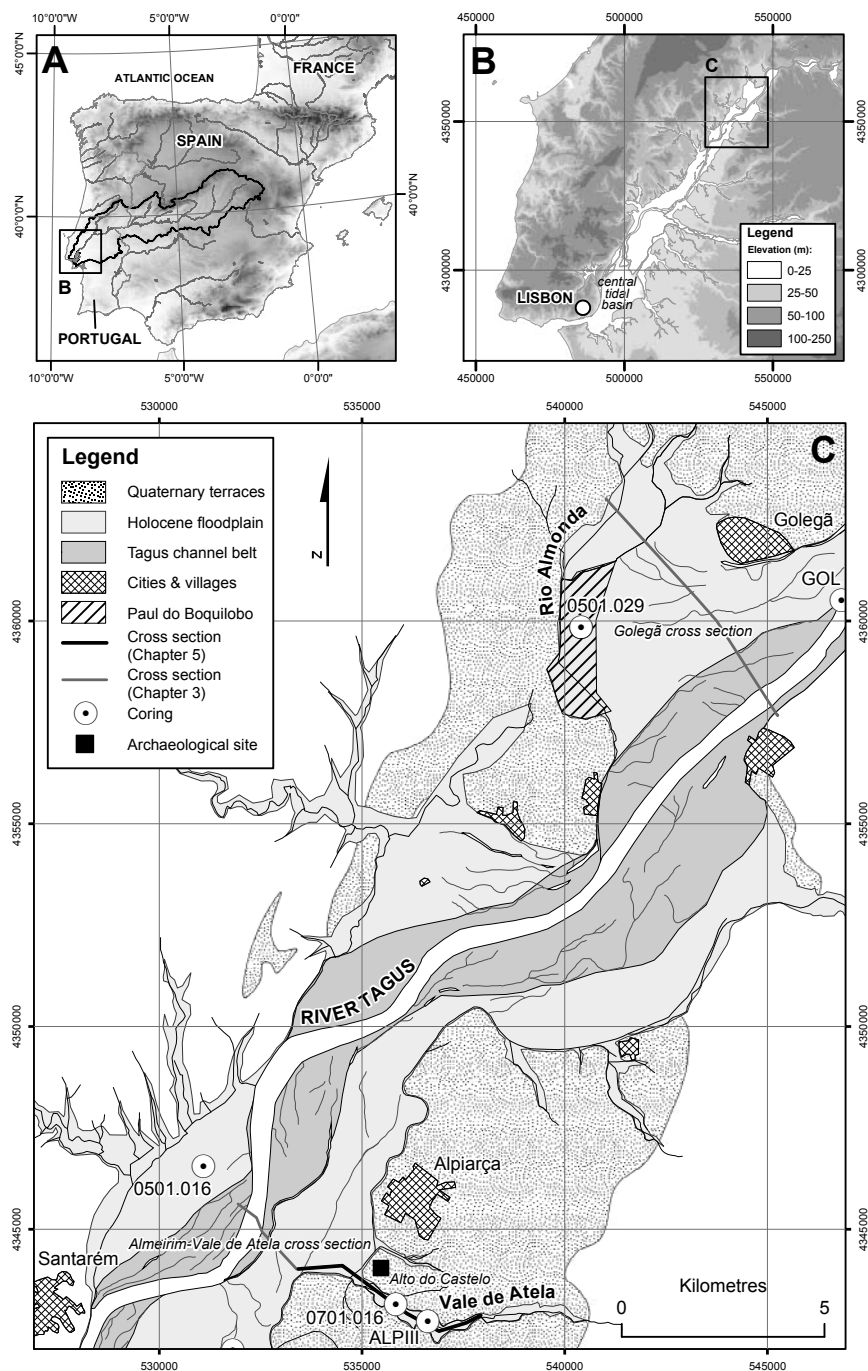 10°0'0"W
5°0'0"W
0°0'0"
45°0'0"N
45°0'0"N
A
ATLANTIC OCEAN
FRANCE
SPAIN
40°0'0"N
40°0'0"N
B
PORTUGAL
10°0'0"W
5°0'0"W
0°0'0"
450000
500000
550000
B
C
4350000
4350000
4300000
4300000
LISBON
central
tidal
basin
Legend
Elevation (m):
0-25
25-50
50-100
100-250
450000
500000
550000
530000
535000
540000
545000
C
Legend
Quaternary terraces
Holocene floodplain
Tagus channel belt
Cities & villages
Paul do Boquilobo
Cross section
(Chapter 5)
Cross section
(Chapter 3)
Coring
Archaeological site
N
Rio Almonda
Golegã
GOL
0501.029
Golegã cross section
4360000
4360000
4355000
4355000
RIVER TAGUS
4350000
4350000
0501.016
Alpiarça
4345000
4345000
Almeirim-Vale de Atela cross section
Santarém
Alto do Castelo
Vale de Atela
0701.016
ALPIII
Kilometres
0
5
530000
535000
540000
545000